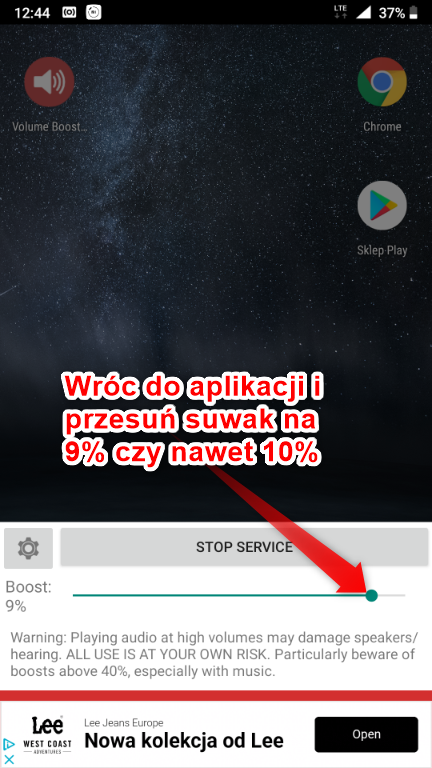 12:44
LTE
37%
Volume Boost...
Chrome
Sklep Play
Wróc do aplikacji i
przesuń suwak na
9% czy nawet 10%
STOP SERVICE
Boost:
9%
Warning: Playing audio at high volumes may damage speakers/
hearing. ALL USE IS AT YOUR OWN RISK. Particularly beware of
boosts above 40%, especially with music.
Lee
WEST COAST
ADVENTURES
Lee Jeans Europe
Nowa kolekcja od Lee
Open